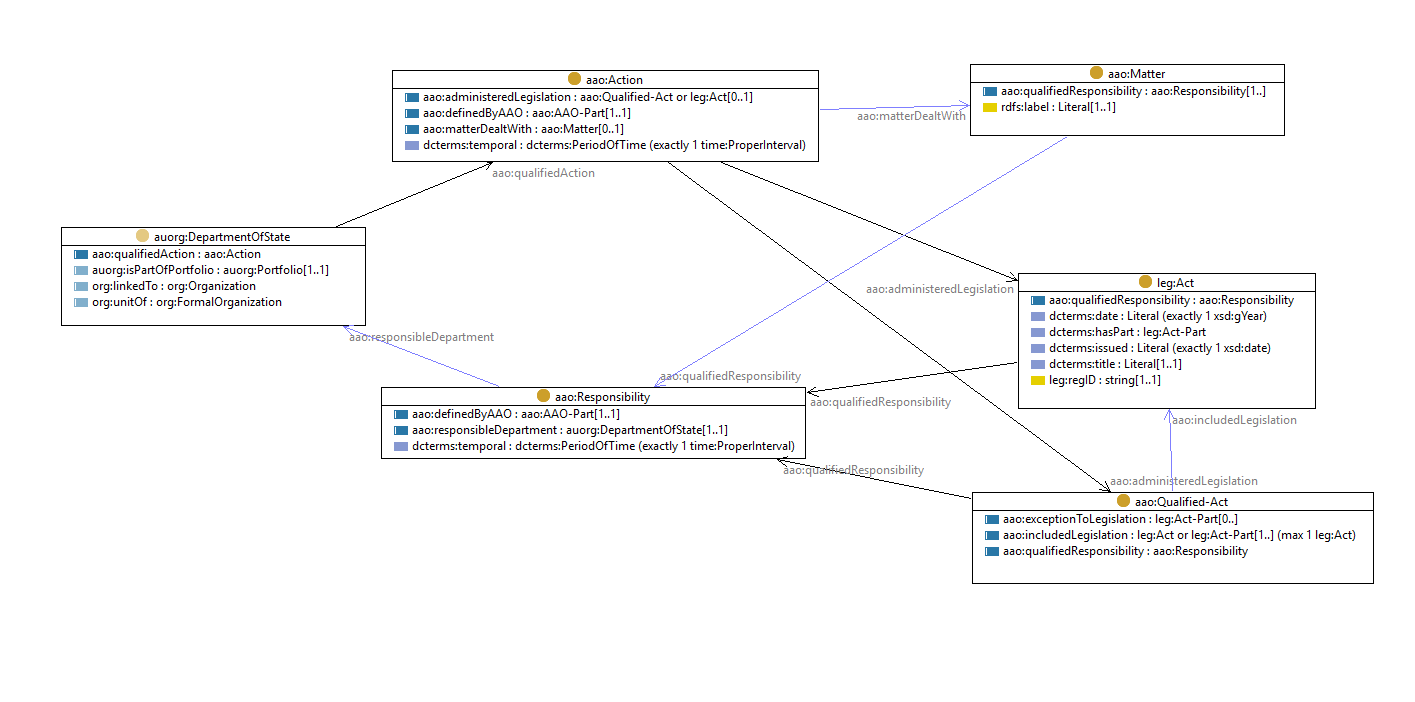 aao:Action
aao:administeredLegislation : aao:Qualified-Act or leg:Act[0..1]
aao:definedByAAO : aao:AAO-Part[1..1]
aao:matterDealtWith : aao:Matter[0..1]
dcterms:temporal : dcterms:PeriodOfTime (exactly 1 time:ProperInterval)
aao:matterDealtWith
aao:Matter
aao:qualifiedResponsibility : aao:Responsibility[1..]
rdfs:label : Literal[1..1]
aao:qualifiedAction
auorg:DepartmentOfState
aao:qualifiedAction : aao:Action
auorg:isPartOfPortfolio : auorg:Portfolio[1..1]
org:linkedTo : org:Organization
org:unitOf : org:FormalOrganization
aao:responsibleDepartment
aao:administeredLegislation
leg:Act
aao:qualifiedResponsibility : aao:Responsibility
dcterms:date : Literal (exactly 1 xsd:gYear)
dcterms:hasPart : leg:Act-Part
dcterms:issued : Literal (exactly 1 xsd:date)
dcterms:title : Literal[1..1]
leg:regID : string[1..1]
aao:qualifiedResponsibility
aao:Responsibility
aao:definedByAAO : aao:AAO-Part[1..1]
aao:responsibleDepartment : auorg:DepartmentOfState[1..1]
dcterms:temporal : dcterms:PeriodOfTime (exactly 1 time:ProperInterval)
aao:qualifiedResponsibility
aao:includedLegislation
aao:qualifiedResponsibility
aao:administeredLegislation
aao:Qualified-Act
aao:exceptionToLegislation : leg:Act-Part[0..]
aao:includedLegislation : leg:Act or leg:Act-Part[1..] (max 1 leg:Act)
aao:qualifiedResponsibility : aao:Responsibility